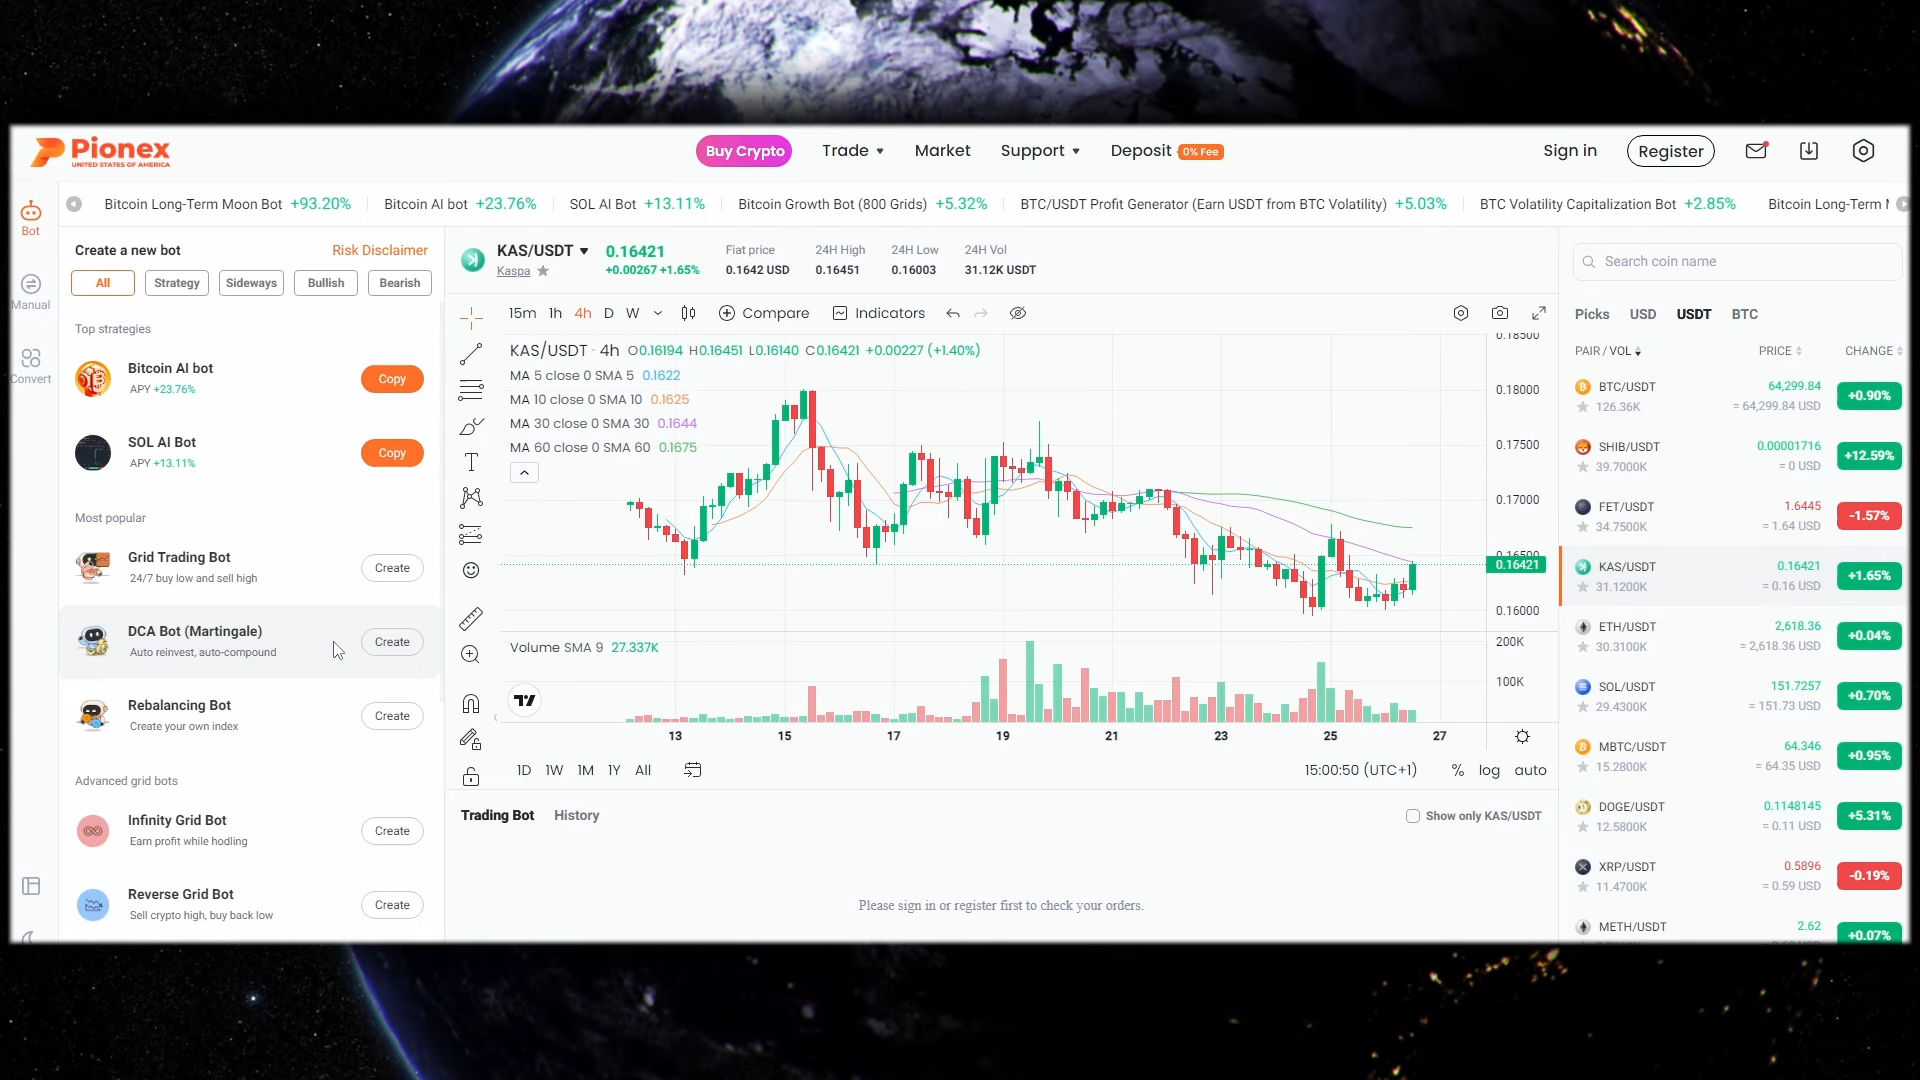 Pionex
UNITED STATES OF AMERICA
Buy Crypto
Trade
Market
Support
Deposit
0% Fee
Sign in
Register
Bitcoin Long-Term Moon Bot +93.20%
Bitcoin AI bot +23.76%
SOL AI Bot +13.11%
Bitcoin Growth Bot (800 Grids) +5.32%
BTC/USDT Profit Generator (Earn USDT from BTC Volatility) +5.03%
BTC Volatility Capitalization Bot +2.85%
Bitcoin Long-Term
Bot
Manual
Convert
Create a new bot
Risk Disclaimer
All
Strategy
Sideways
Bullish
Bearish
Top strategies
Bitcoin AI bot
APY +23.76%
Copy
SOL AI Bot
APY +13.11%
Copy
Most popular
Grid Trading Bot
24/7 buy low and sell high
Create
DCA Bot (Martingale)
Auto reinvest, auto-compound
Create
Rebalancing Bot
Create your own index
Create
Advanced grid bots
Infinity Grid Bot
Earn profit while hodling
Create
Reverse Grid Bot
Sell crypto high, buy back low
Create
KAS/USDT
Kaspa
0.16421
+0.00267 +1.65%
Fiat price
0.1642 USD
24H High
0.16451
24H Low
0.16003
24H Vol
31.12K USDT
15m 1h 4h D W
Compare
Indicators
KAS/USDT · 4h O0.16194 H0.16451 L0.16140 C0.16421 +0.00227 (+1.40%)
MA 5 close 0 SMA 5 0.1622
MA 10 close 0 SMA 10 0.1625
MA 30 close 0 SMA 30 0.1644
MA 60 close 0 SMA 60 0.1675
0.18500
0.18000
0.17500
0.17000
0.16500
0.16421
0.16000
Volume SMA 9 27.337K
200K
100K
13 15 17 19 21 23 25 27
1D 1W 1M 1Y All
15:00:50 (UTC+1)
% log auto
Trading Bot
History
Show only KAS/USDT
Please sign in or register first to check your orders.
Search coin name
Picks USD USDT BTC
PAIR / VOL PRICE CHANGE
BTC/USDT 64,299.84 +0.90%
126.36K = 64,299.84 USD
SHIB/USDT 0.00001716 +12.59%
39.7000K = 0 USD
FET/USDT 1.6445 -1.57%
34.7500K = 1.64 USD
KAS/USDT 0.16421 +1.65%
31.1200K = 0.16 USD
ETH/USDT 2,618.36 +0.04%
30.3100K = 2,618.36 USD
SOL/USDT 151.7257 +0.70%
29.4300K = 151.73 USD
MBTC/USDT 64.346 +0.95%
15.2800K = 64.35 USD
DOGE/USDT 0.1148145 +5.31%
12.5800K = 0.11 USD
XRP/USDT 0.5896 -0.19%
11.4700K = 0.59 USD
METH/USDT 2.62 +0.07%